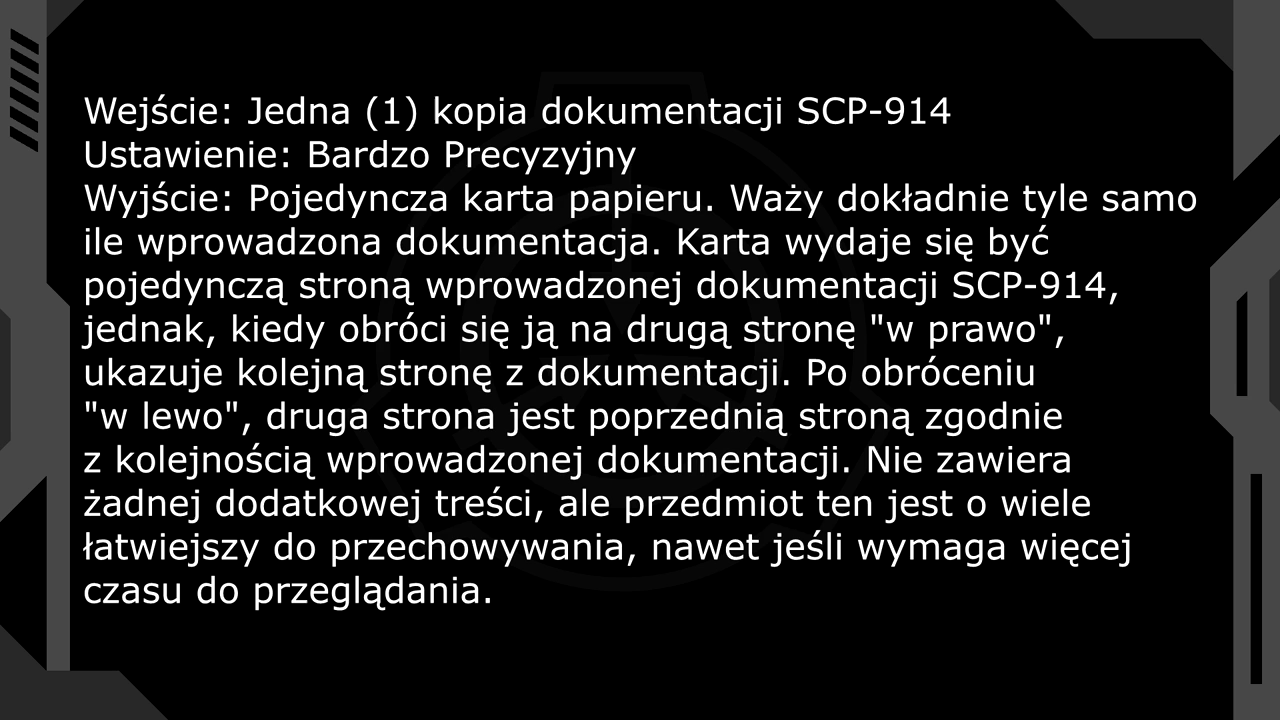 Wejście: Jedna (1) kopia dokumentacji SCP-914
Ustawienie: Bardzo Precyzyjny
Wyjście: Pojedyncza karta papieru. Waży dokładnie tyle samo
ile wprowadzona dokumentacja. Karta wydaje się być
pojedynczą stroną wprowadzonej dokumentacji SCP-914,
jednak, kiedy obróci się ją na drugą stronę "w prawo",
ukazuje kolejną stronę z dokumentacji. Po obróceniu
"w lewo", druga strona jest poprzednią stroną zgodnie
z kolejnością wprowadzonej dokumentacji. Nie zawiera
żadnej dodatkowej treści, ale przedmiot ten jest o wiele
łatwiejszy do przechowywania, nawet jeśli wymaga więcej
czasu do przeglądania.